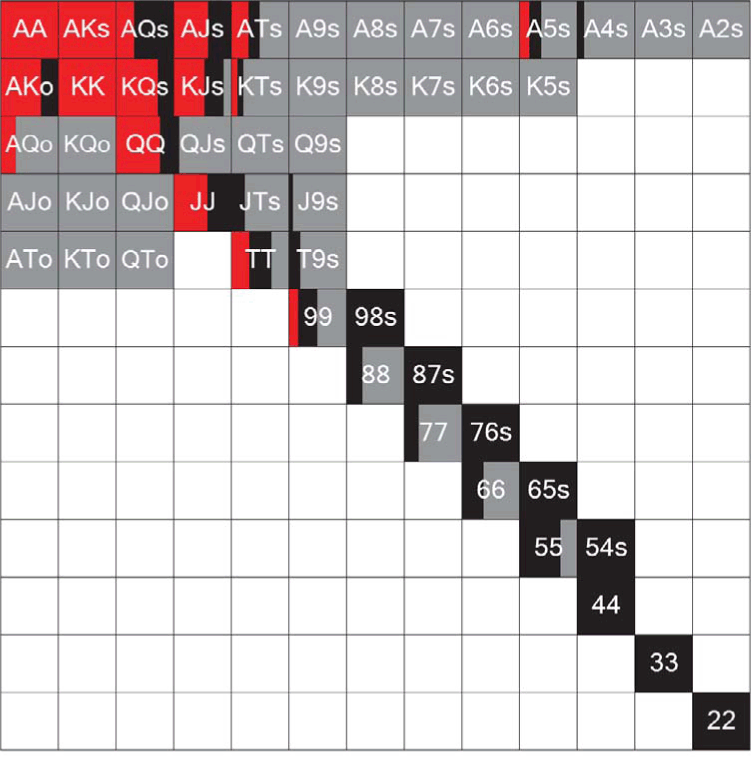 AA AKs AQs AJs ATs A9s A8s A7s A6s A5s A4s A3s A2s
AKo KK KQs KJs KTs K9s K8s K7s K6s K5s
AQo KQo QQ QJs QTs Q9s
AJo KJo QJo JJ JTs J9s
ATo KTo QTo TT T9s
99 98s
88 87s
77 76s
66 65s
55 54s
44
33
22